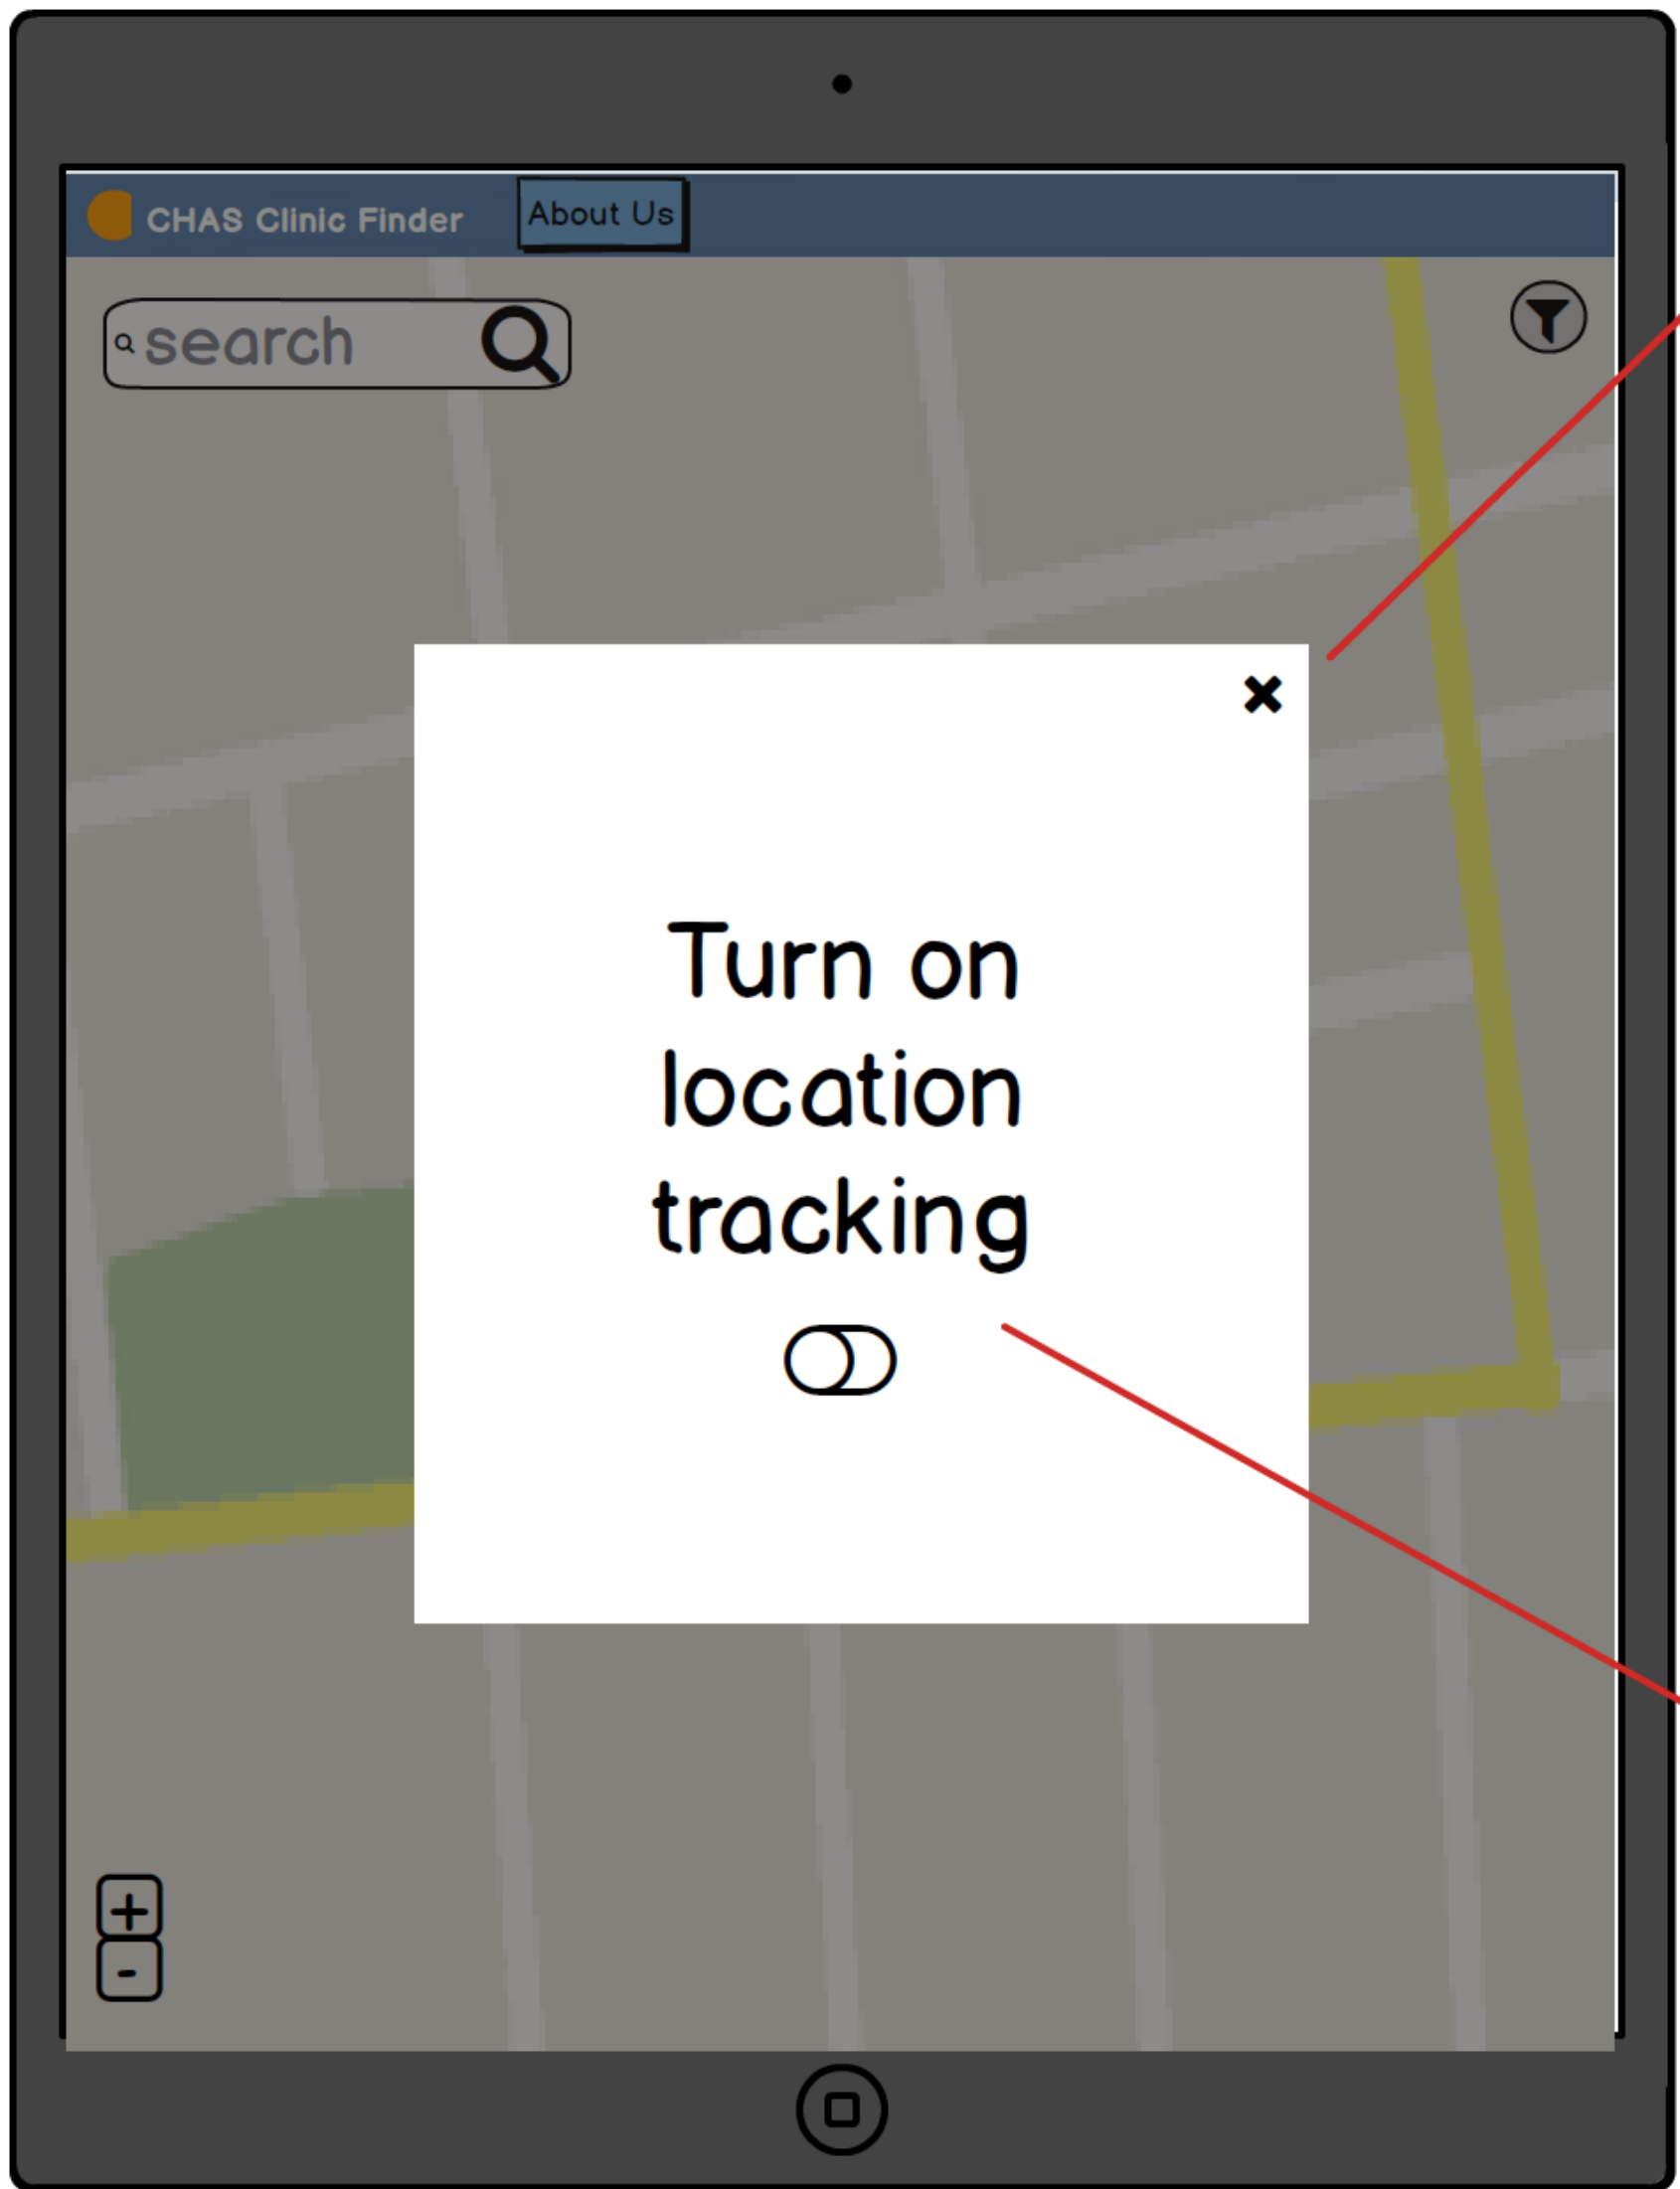 CHAS Clinic Finder
About Us
search
Turn on
location
tracking
+
-